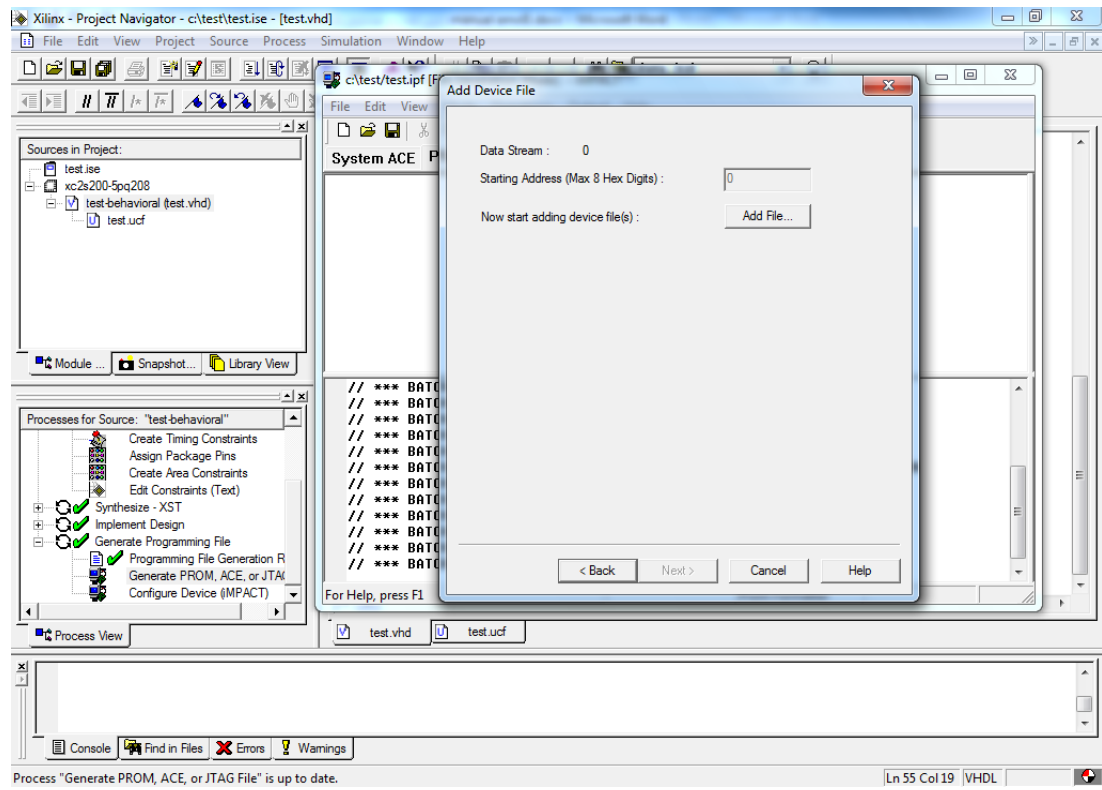 Xilinx - Project Navigator - c:\test\test.ise - [test.vhd]
File Edit View Project Source Process Simulation Window Help
c:\test/test.ipf
File Edit View
System ACE
Add Device File
Data Stream : 0
Starting Address (Max 8 Hex Digits) : 0
Now start adding device file(s) : Add File...
< Back Next > Cancel Help
Sources in Project:
test.ise
xc2s200-5pq208
test-behavioral (test.vhd)
test.ucf
Module ... Snapshot... Library View
Processes for Source: "test-behavioral"
Create Timing Constraints
Assign Package Pins
Create Area Constraints
Edit Constraints (Text)
Synthesize - XST
Implement Design
Generate Programming File
Programming File Generation R
Generate PROM, ACE, or JTA
Configure Device (iMPACT)
Process View
// *** BATC
// *** BATC
// *** BATC
// *** BATC
// *** BATC
// *** BATC
// *** BATC
// *** BATC
// *** BATC
// *** BATC
// *** BATC
// *** BATC
For Help, press F1
test.vhd test.ucf
Console Find in Files Errors Warnings
Process "Generate PROM, ACE, or JTAG File" is up to date.
Ln 55 Col 19 VHDL